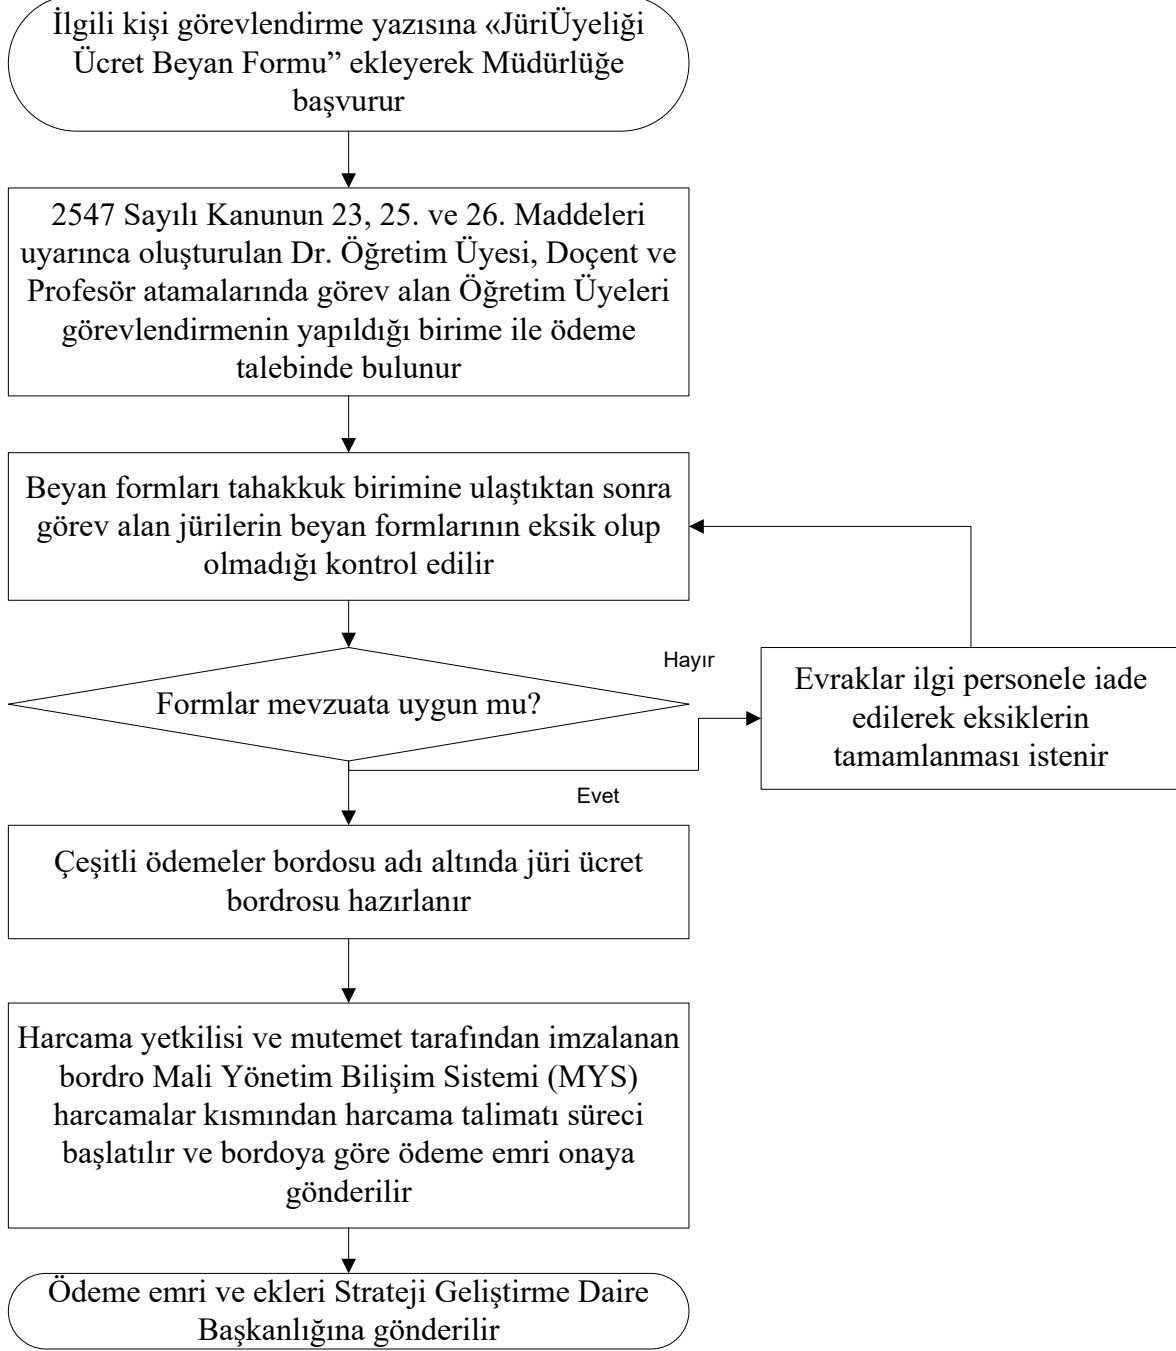 İlgili kişi görevlendirme yazısına «JüriÜyeliği
Ücret Beyan Formu” ekleyerek Müdürlüğe
başvurur
2547 Sayılı Kanunun 23, 25. ve 26. Maddeleri
uyarınca oluşturulan Dr. Öğretim Üyesi, Doçent ve
Profesör atamalarında görev alan Öğretim Üyeleri
görevlendirmenin yapıldığı birime ile ödeme
talebinde bulunur
Beyan formları tahakkuk birimine ulaştıktan sonra
görev alan jürilerin beyan formlarının eksik olup
olmadığı kontrol edilir
Formlar mevzuata uygun mu?
Hayır
Evraklar ilgi personele iade
edilerek eksiklerin
tamamlanması istenir
Evet
Çeşitli ödemeler bordosu adı altında jüri ücret
bordrosu hazırlanır
Harcama yetkilisi ve mutemet tarafından imzalanan
bordro Mali Yönetim Bilişim Sistemi (MYS)
harcamalar kısmından harcama talimatı süreci
başlatılır ve bordoya göre ödeme emri onaya
gönderilir
Ödeme emri ve ekleri Strateji Geliştirme Daire
Başkanlığına gönderilir